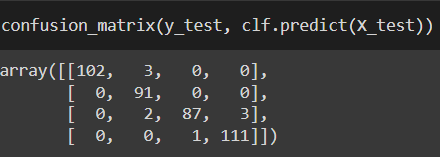 confusion_matrix(y_test, clf.predict(X_test))
array([[102, 3, 0, 0],
[ 0, 91, 0, 0],
[ 0, 2, 87, 3],
[ 0, 0, 1, 111]])